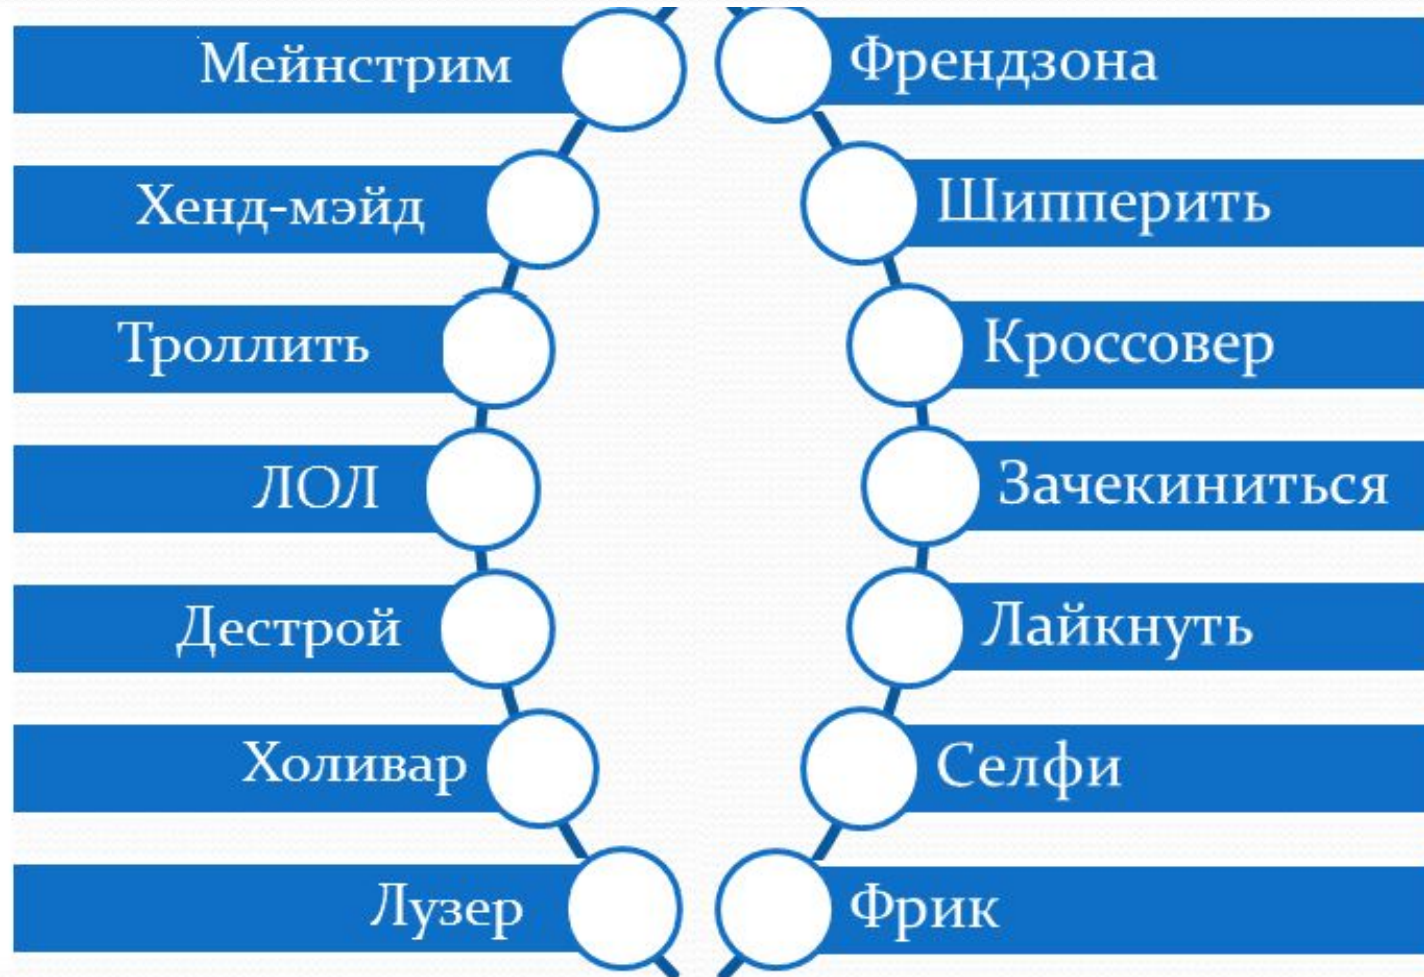 Мейнстрим
Хенд-мэйд
Троллить
ЛОЛ
Дестрой
Холивар
Лузер
Френдзона
Шипперить
Кроссовер
Зачекиниться
Лайкнуть
Селфи
Фрик